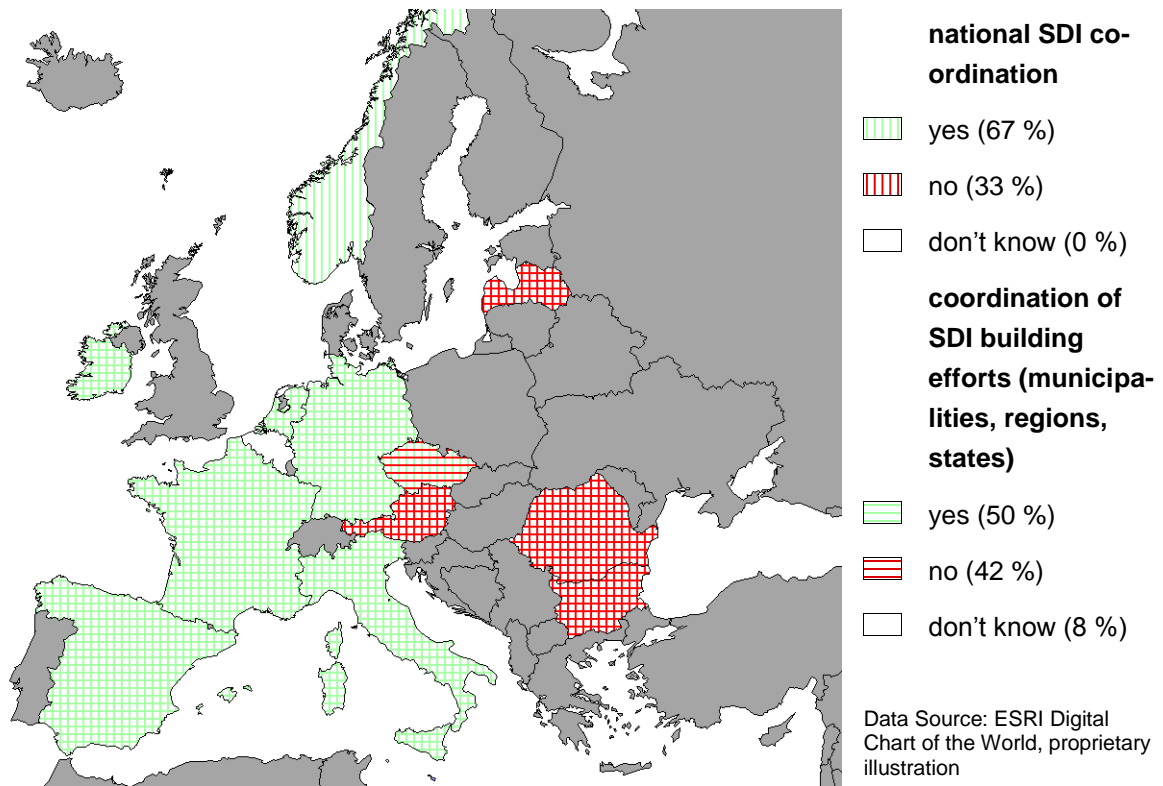 national SDI co-
ordination
yes (67 %)
no (33 %)
don't know (0 %)
coordination of
SDI building
efforts (municipa-
lities, regions,
states)
yes (50 %)
no (42 %)
don't know (8 %)
Data Source: ESRI Digital
Chart of the World, proprietary
illustration